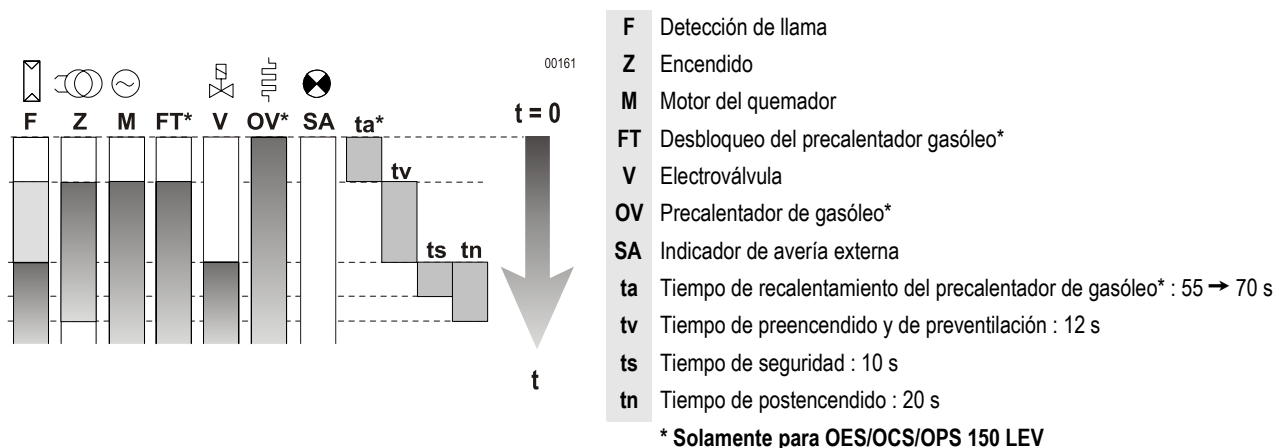 00161
F Z M FT* V OV* SA ta*
t = 0
tv
ts tn
t
F Detección de llama
Z Encendido
M Motor del quemador
FT Desbloqueo del precalentador gasóleo*
V Electroválvula
OV Precalentador de gasóleo*
SA Indicador de avería externa
ta Tiempo de recalentamiento del precalentador de gasóleo* : 55 → 70 s
tv Tiempo de preencendido y de preventilación : 12 s
ts Tiempo de seguridad : 10 s
tn Tiempo de postencendido : 20 s
* Solamente para OES/OCS/OPS 150 LEV